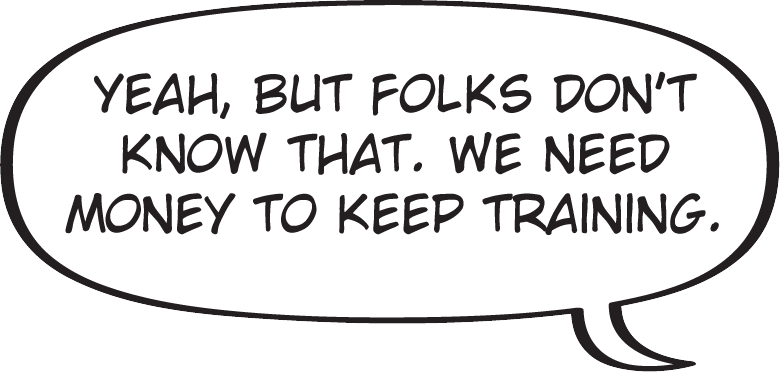 YEAH, BUT FOLKS DON'T
KNOW THAT. WE NEED
MONEY TO KEEP TRAINING.